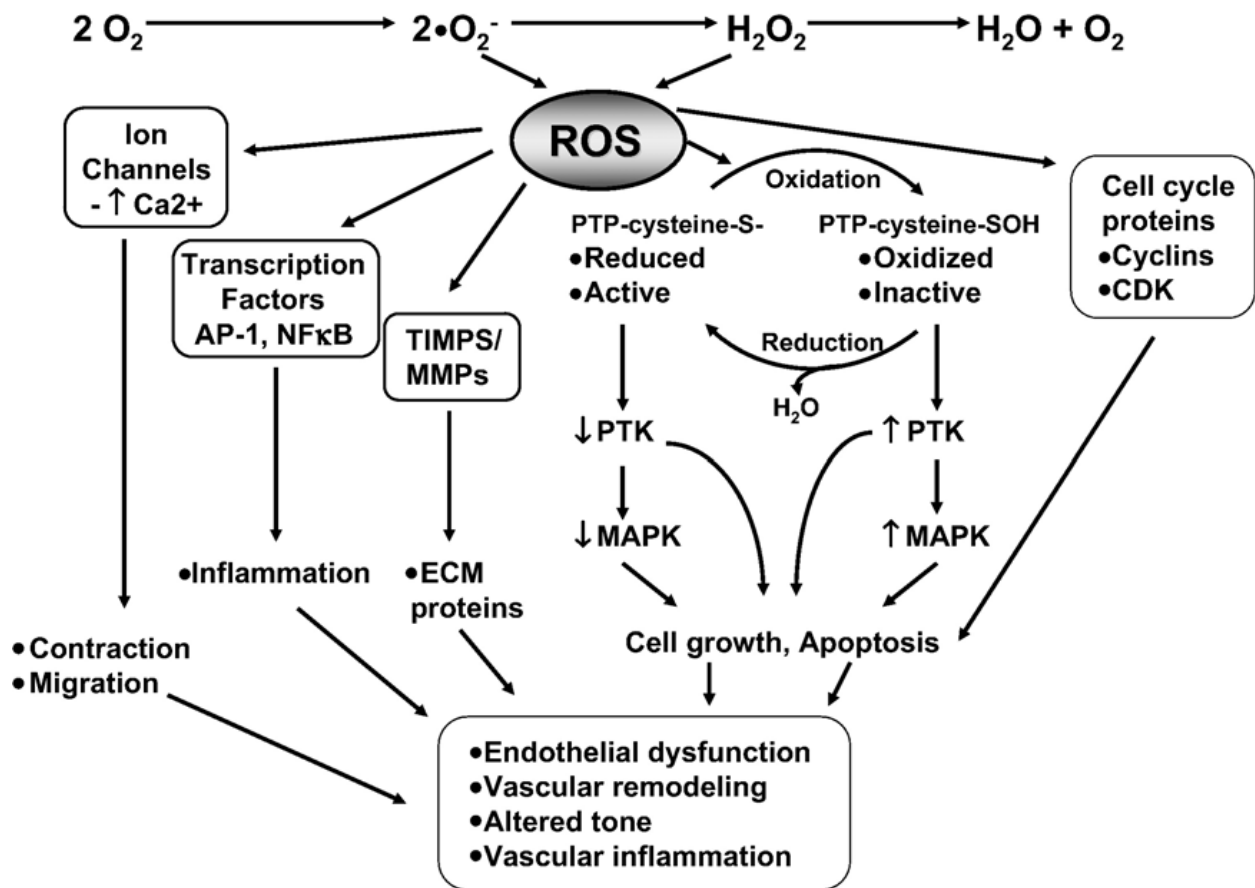 2 O₂ 2•O₂⁻ H₂O₂ H₂O + O₂
ROS
Ion
Channels
- ↑ Ca2+
Transcription
Factors
AP-1, NFκB
TIMPS/
MMPs
Oxidation
PTP-cysteine-S-
•Reduced
•Active
PTP-cysteine-SOH
•Oxidized
•Inactive
Reduction
H₂O
Cell cycle
proteins
•Cyclins
•CDK
↓PTK
↑PTK
↓MAPK
↑MAPK
•Inflammation
•ECM
proteins
•Contraction
•Migration
Cell growth, Apoptosis
•Endothelial dysfunction
•Vascular remodeling
•Altered tone
•Vascular inflammation